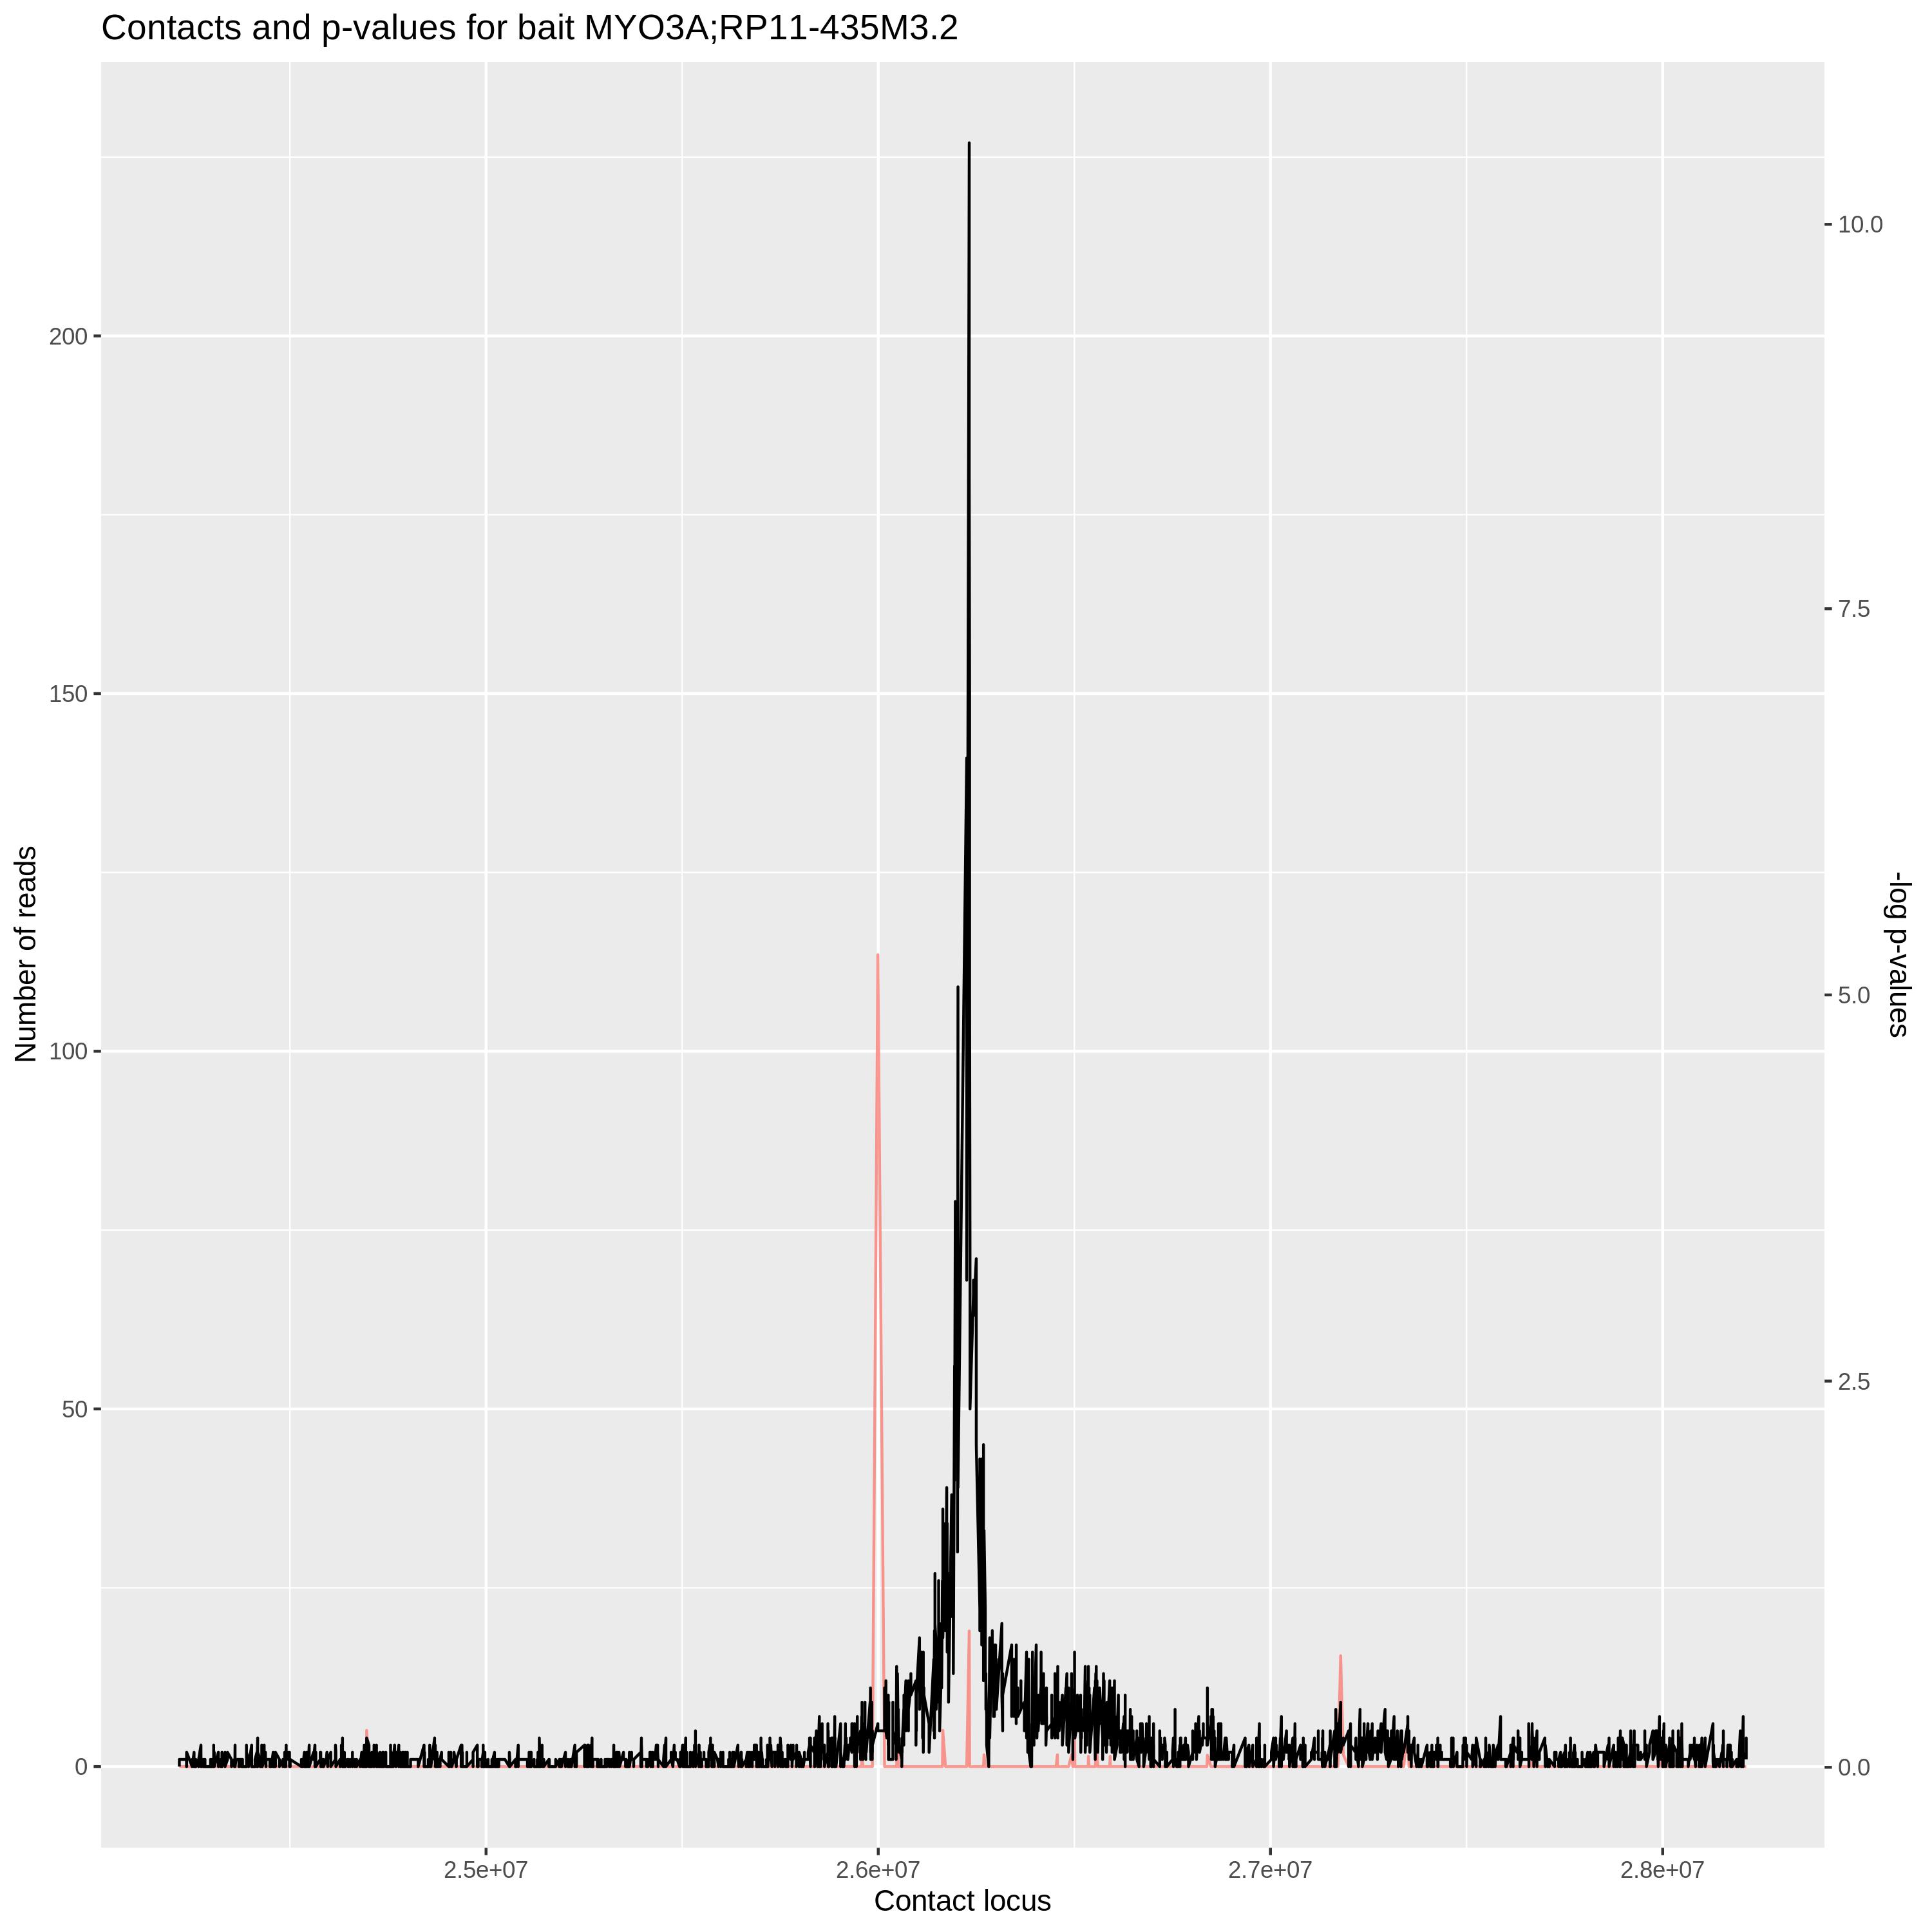 Contacts and p-values for bait MYO3A;RP11-435M3.2
Number of reads
200
150
100
50
0
10.0
7.5
5.0
2.5
0.0
-log p-values
2.5e+07
2.6e+07
2.7e+07
2.8e+07
Contact locus